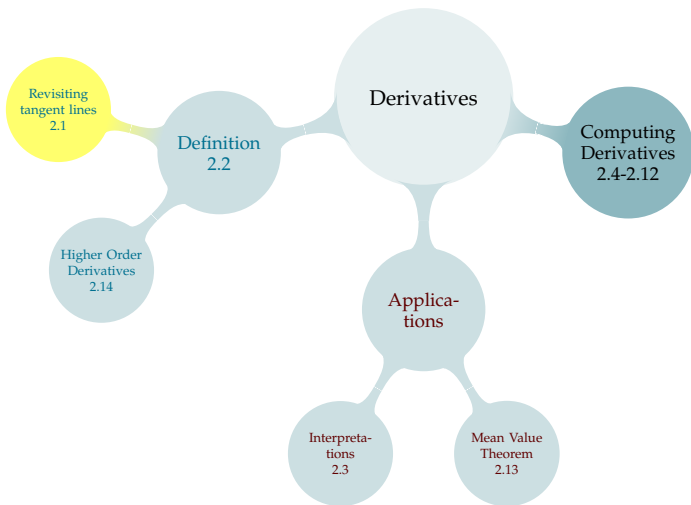 Derivatives
Revisiting
tangent lines
2.1
Definition
2.2
Computing
Derivatives
2.4-2.12
Higher Order
Derivatives
2.14
Applica-
tions
Interpreta-
tions
2.3
Mean Value
Theorem
2.13